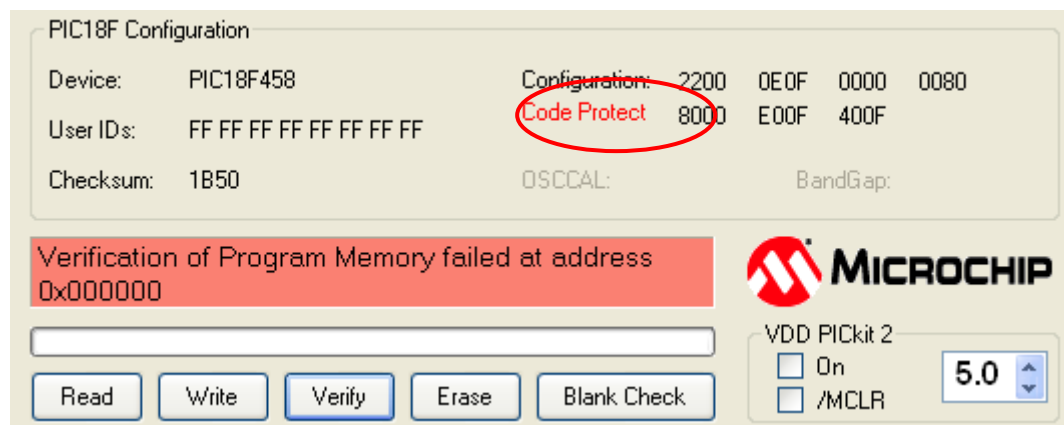 PIC18F Configuration
Device: PIC18F458 Configuration: 2200 0E0F 0000 0080
Code Protect 8000 E00F 400F
User IDs: FF FF FF FF FF FF FF FF
Checksum: 1B50 OSCCAL: BandGap:
Verification of Program Memory failed at address
0x000000
MICROCHIP
VDD PICkit 2
On
/MCLR
5.0
Read Write Verify Erase Blank Check